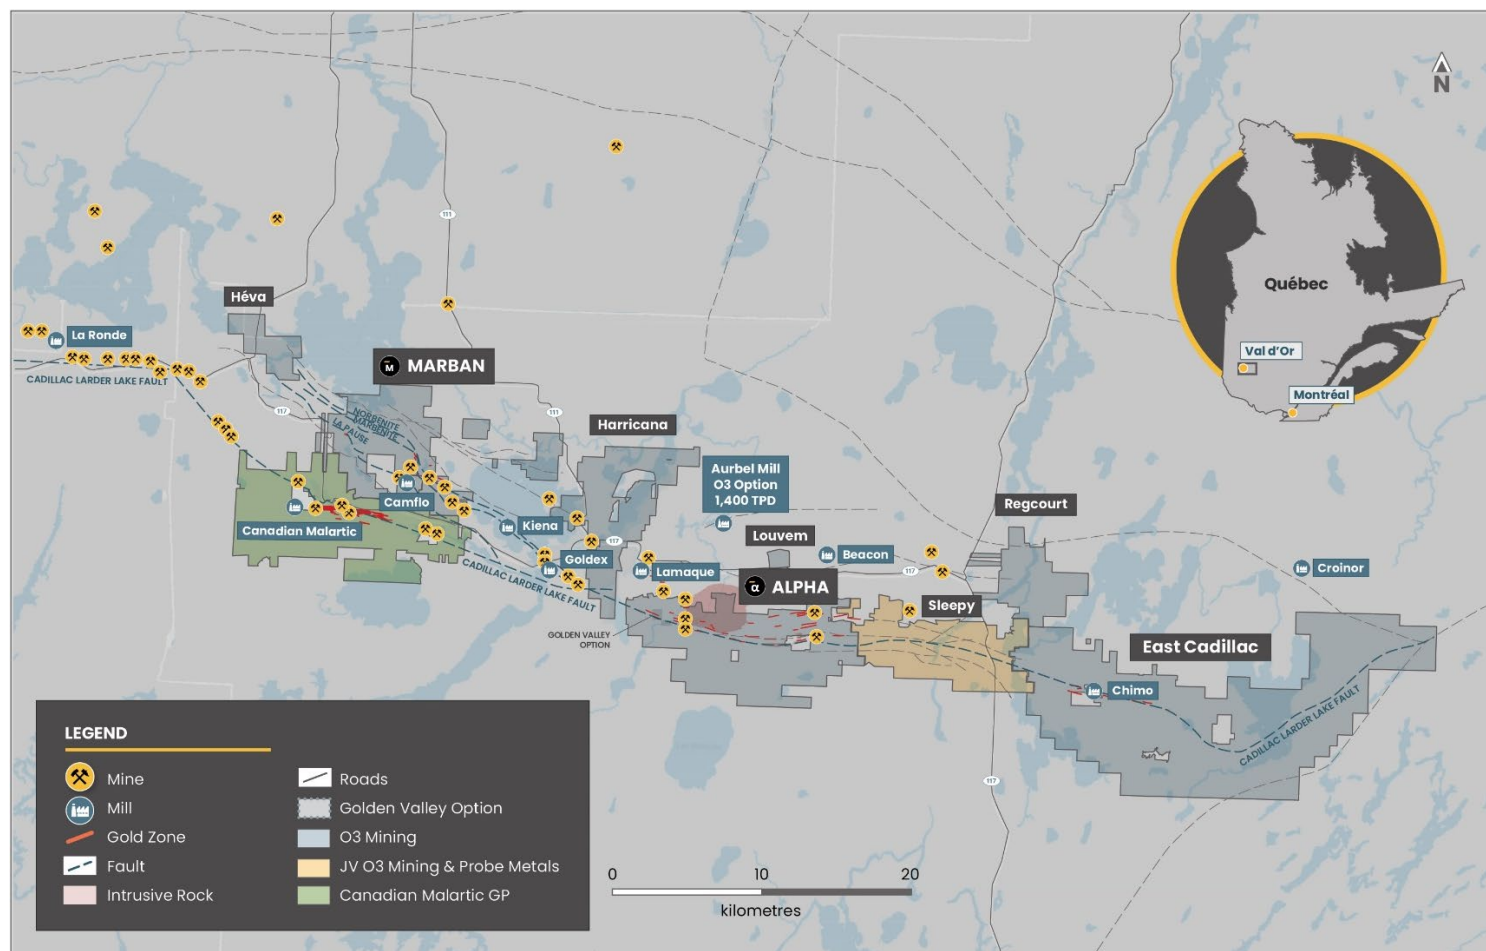 N
Québec
Val d'Or
Montréal
111
Héva
La Ronde
CADILLAC LARDER LAKE FAULT
M MARBAN
117
NORBENITE
MARBENITE
LA PAUSE
111
Harricana
Aurbel Mill
O3 Option
1,400 TPD
Regcourt
Camflo
Canadian Malartic
Kiena
117
Louvem
Beacon
Goldex
Lamaque
117
Croinor
CADILLAC LARDER LAKE FAULT
α ALPHA
Sleepy
GOLDEN VALLEY
OPTION
East Cadillac
Chimo
CADILLAC LARDER LAKE FAULT
117
LEGEND
Mine
Mill
Gold Zone
Fault
Intrusive Rock
Roads
Golden Valley Option
O3 Mining
JV O3 Mining & Probe Metals
Canadian Malartic GP
0 10 20
kilometres